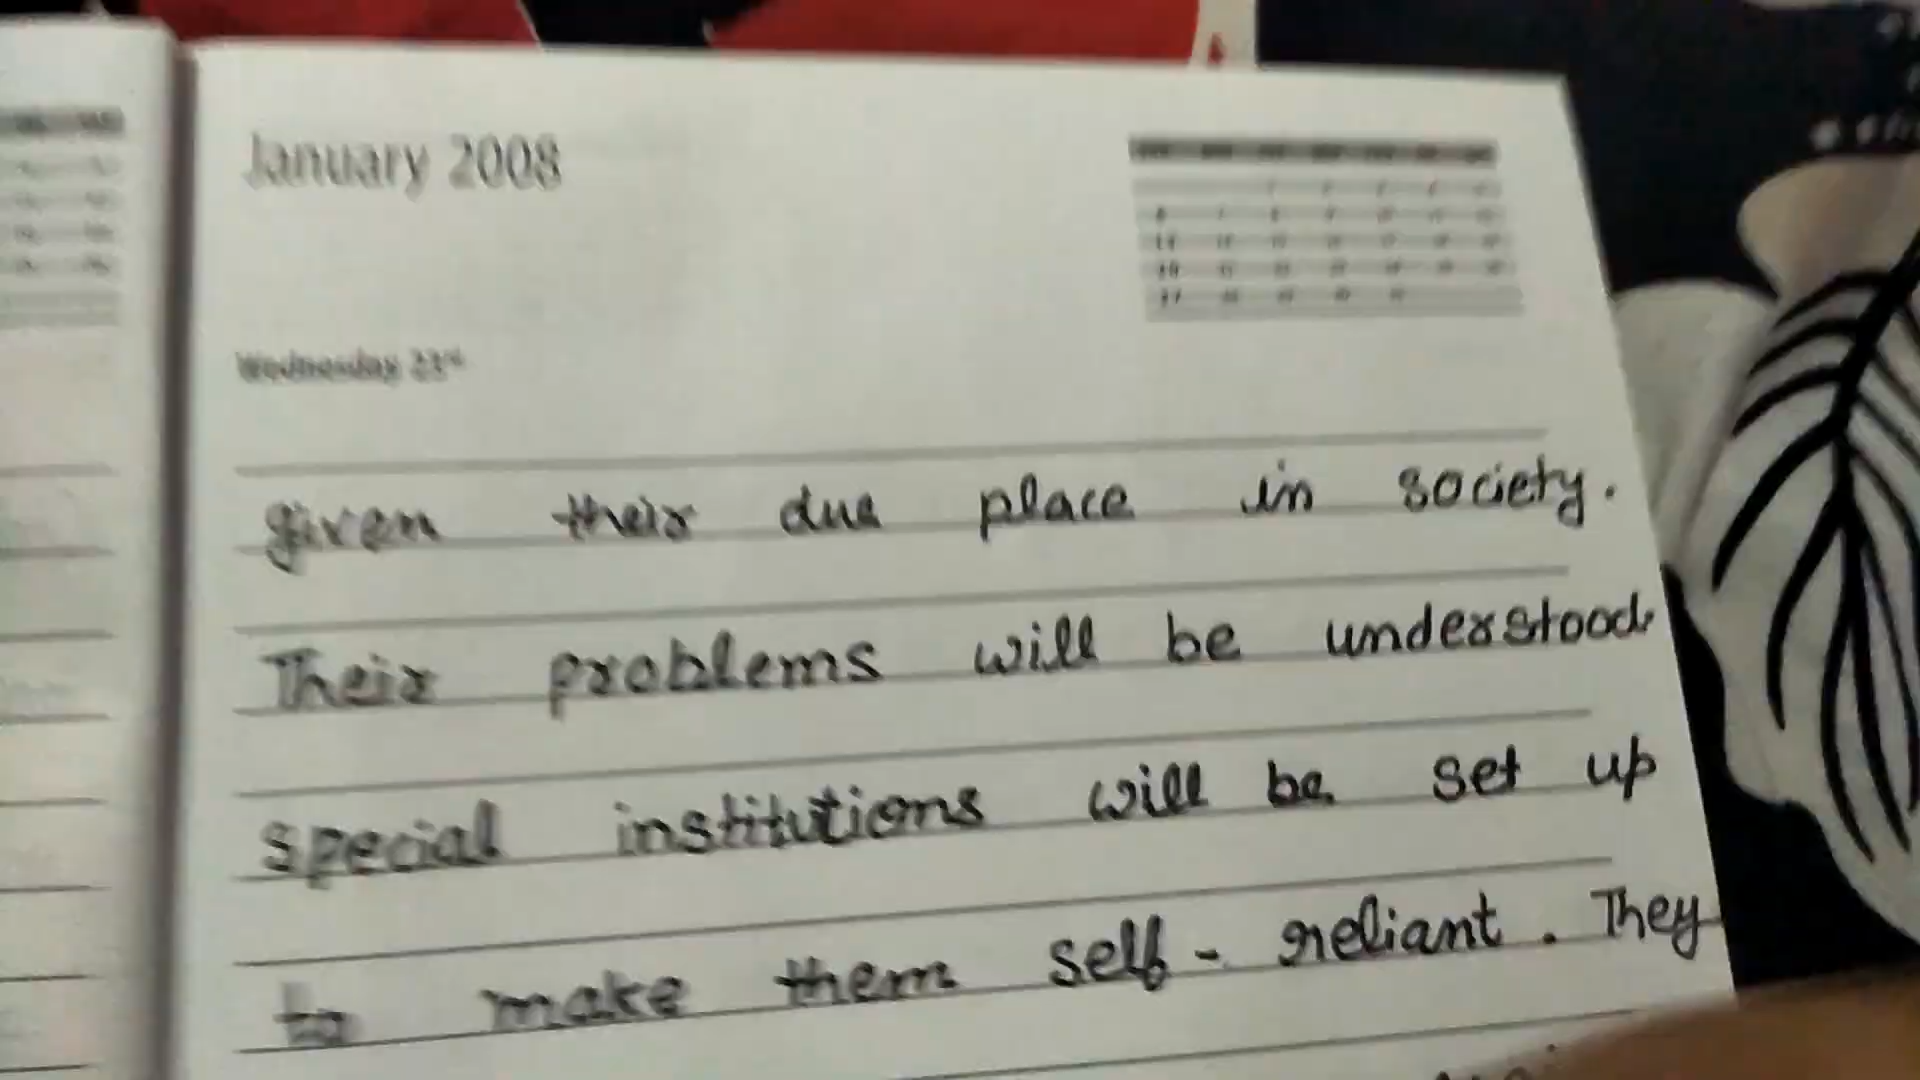 January 2008
Wednesday 23rd
given their due place in society.
Their problems will be understood.
special institutions will be set up
to make them self - reliant. They